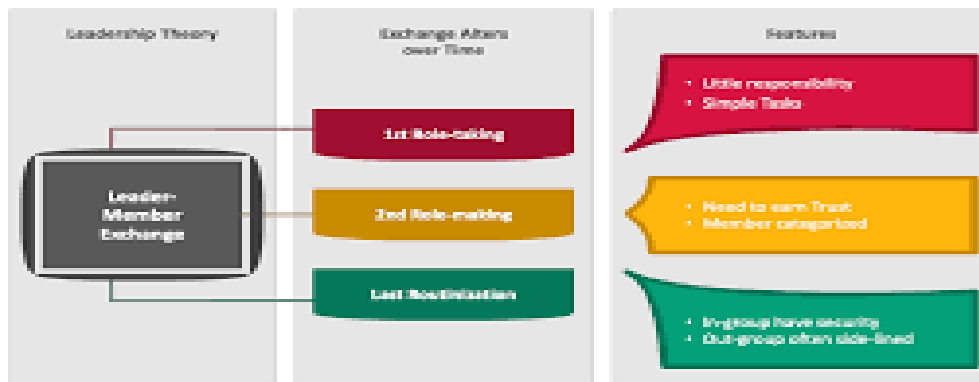 Leadership Theory
Exchange Alters
over Time
Features
Leader-
Member
Exchange
1st Role-taking
• Little responsibility
• Simple Tasks
2nd Role-making
• Need to earn Trust
• Member categorized
Last Routinisation
• In-group have security
• Out-group often side-lined